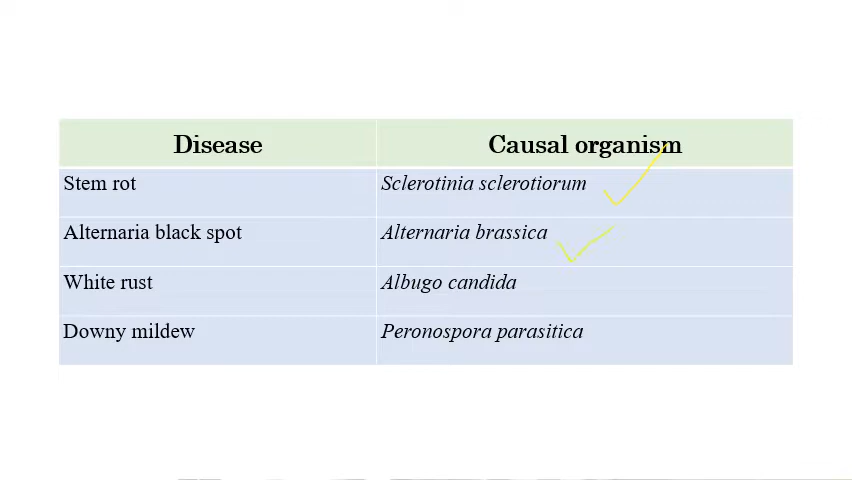 Disease Causal organism
Stem rot Sclerotinia sclerotiorum
Alternaria black spot Alternaria brassica
White rust Albugo candida
Downy mildew Peronospora parasitica